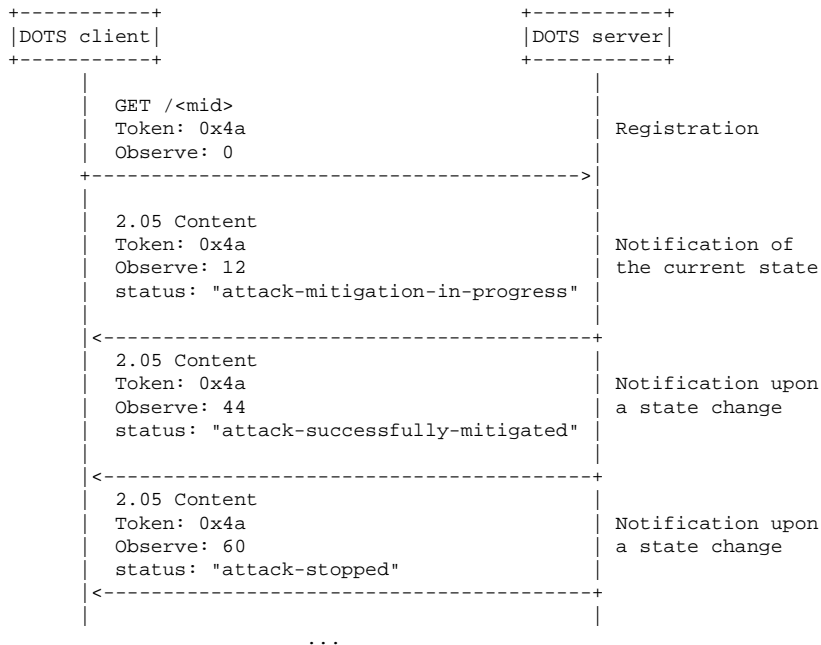 DOTS client DOTS server
GET /<mid>
Token: 0x4a Registration
Observe: 0
2.05 Content
Token: 0x4a Notification of
Observe: 12 the current state
status: "attack-mitigation-in-progress"
2.05 Content
Token: 0x4a Notification upon
Observe: 44 a state change
status: "attack-successfully-mitigated"
2.05 Content
Token: 0x4a Notification upon
Observe: 60 a state change
status: "attack-stopped"
...